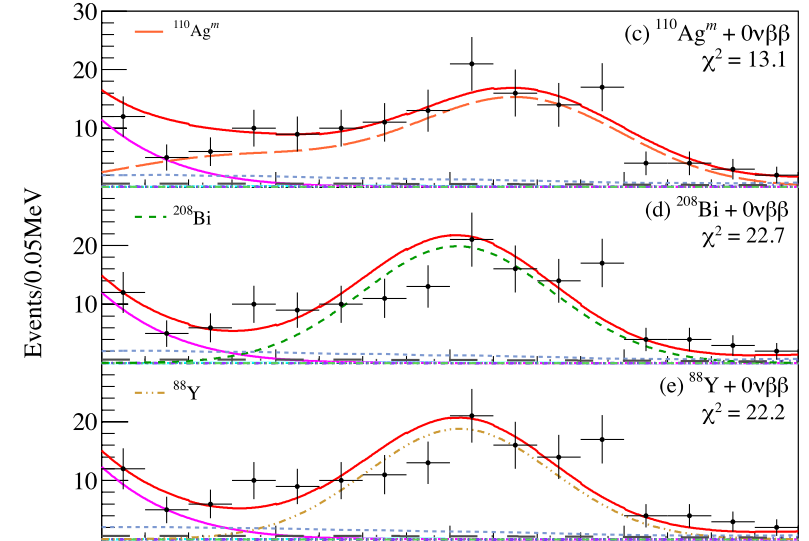 30
¹¹⁰Agᵐ
(c) ¹¹⁰Agᵐ + 0νββ
χ² = 13.1
20
10
Events/0.05MeV
²⁰⁸Bi
(d) ²⁰⁸Bi + 0νββ
χ² = 22.7
20
10
⁸⁸Y
(e) ⁸⁸Y + 0νββ
χ² = 22.2
20
10